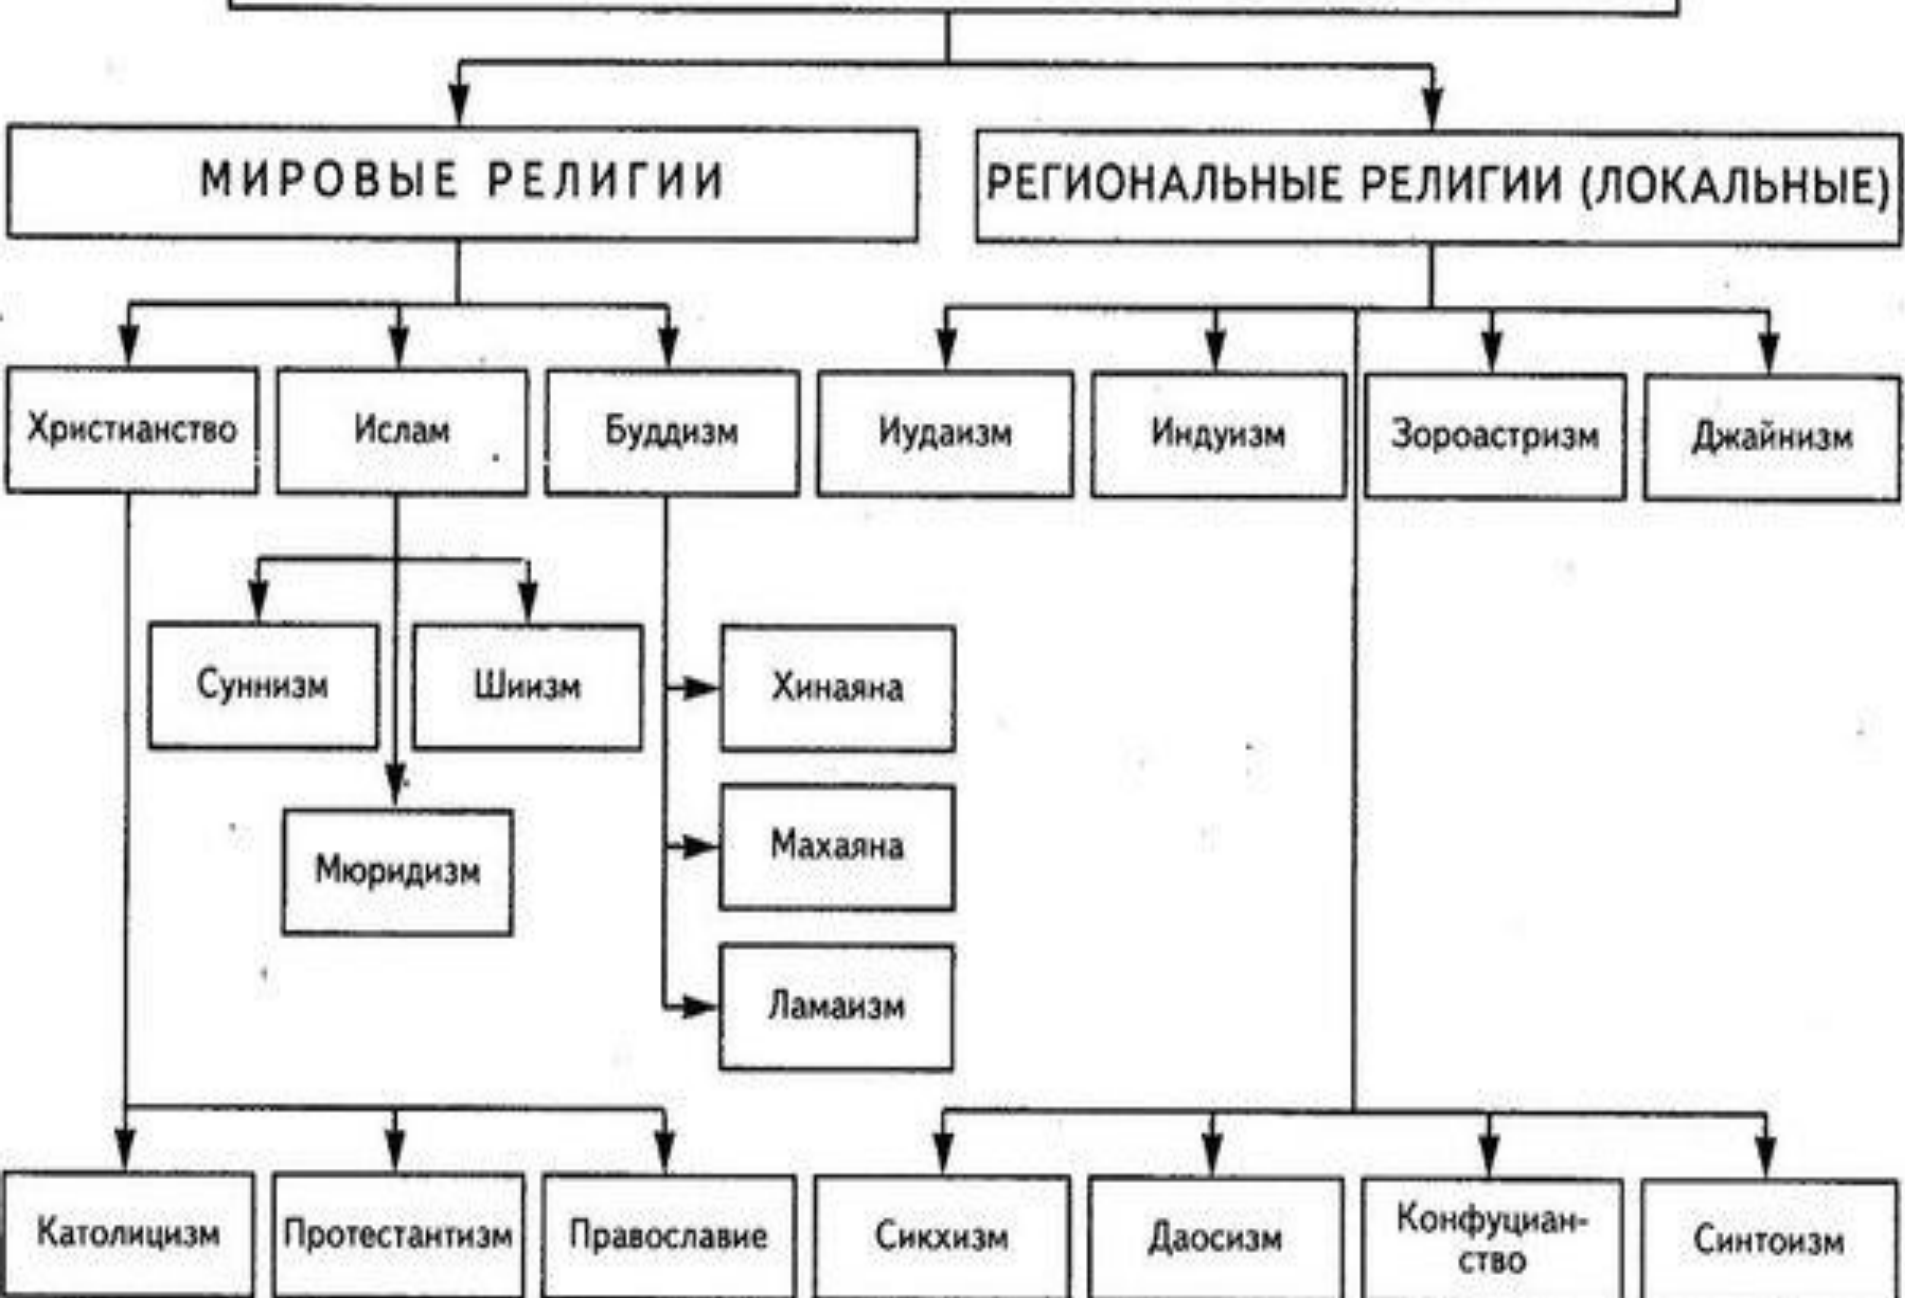 МИРОВЫЕ РЕЛИГИИ
РЕГИОНАЛЬНЫЕ РЕЛИГИИ (ЛОКАЛЬНЫЕ)
Христианство
Ислам
Буддизм
Иудаизм
Индуизм
Зороастризм
Джайнизм
Суннизм
Шиизм
Хинаяна
Мюридизм
Махаяна
Ламаизм
Католицизм
Протестантизм
Православие
Сикхизм
Даосизм
Конфуциан-
ство
Синтоизм